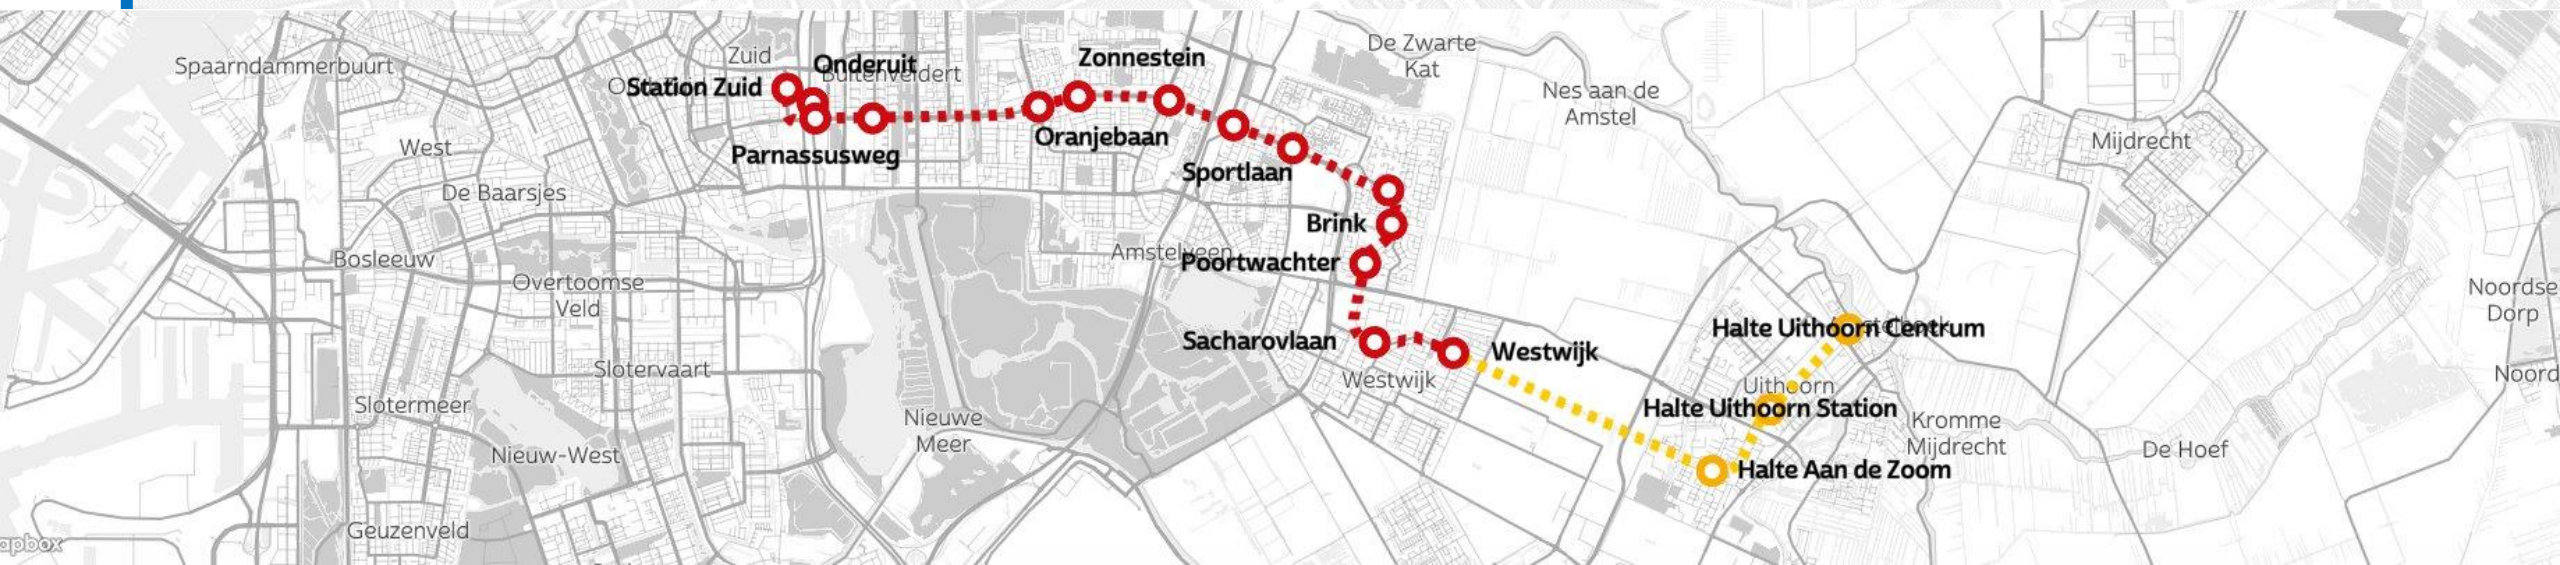 Zuid
Onderuit
Zonnestein
De Zwarte
Kat
Spaarndammerbuurt
Buitenveldert
Station Zuid
Nes aan de
Amstel
Oranjebaan
Mijdrecht
West
Parnassusweg
Sportlaan
De Baarsjes
Brink
Amstelveen
Poortwachter
Bosleeuw
Overtoomse
Veld
Noordse
Dorp
Halte Uithoorn Centrum
Sacharovlaan
Westwijk
Slotervaart
Westwijk
Uithoorn
Noord
Slotermeer
Halte Uithoorn Station
Nieuwe
Meer
Kromme
Mijdrecht
De Hoef
Nieuw-West
Halte Aan de Zoom
Geuzenveld
apbox